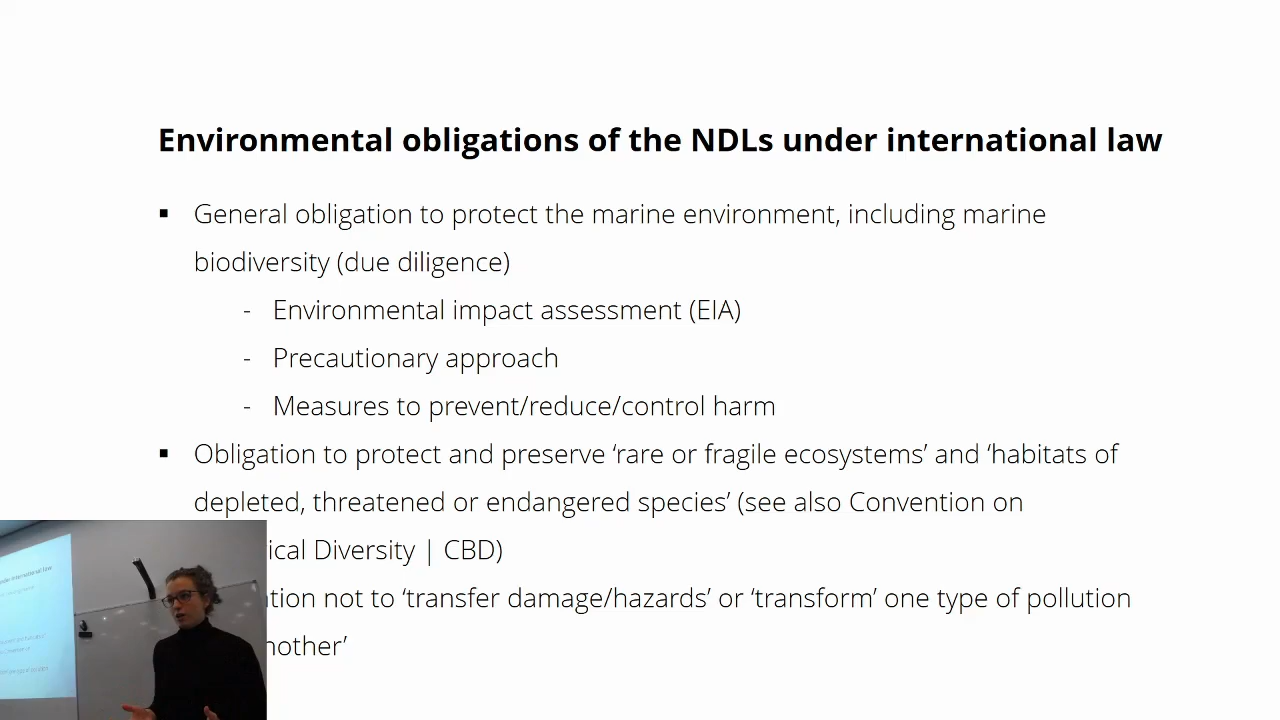 Environmental obligations of the NDLs under international law
▪ General obligation to protect the marine environment, including marine
biodiversity (due diligence)
- Environmental impact assessment (EIA)
- Precautionary approach
- Measures to prevent/reduce/control harm
▪ Obligation to protect and preserve ‘rare or fragile ecosystems’ and ‘habitats of
depleted, threatened or endangered species’ (see also Convention on
ical Diversity | CBD)
tion not to ‘transfer damage/hazards’ or ‘transform’ one type of pollution
nother’